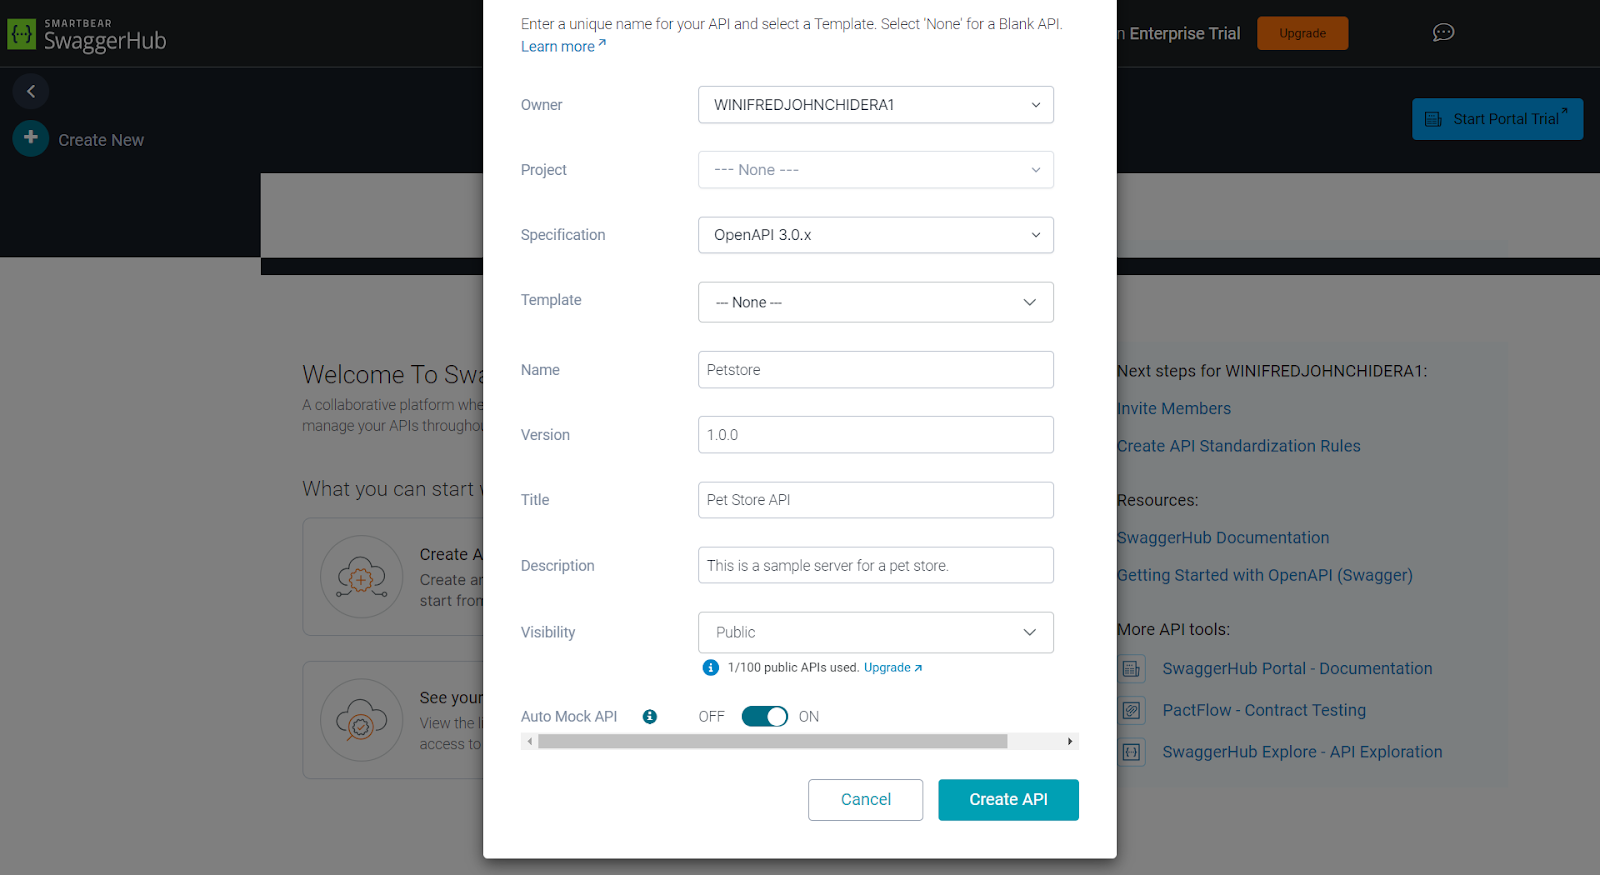 SMARTBEAR
SwaggerHub
Enterprise Trial
Upgrade
Create New
Start Portal Trial
Enter a unique name for your API and select a Template. Select 'None' for a Blank API.
Learn more
Owner
WINIFREDJOHNCHIDERA1
Project
--- None ---
Specification
OpenAPI 3.0.x
Template
--- None ---
Name
Petstore
Version
1.0.0
Title
Pet Store API
Description
This is a sample server for a pet store.
Visibility
Public
1/100 public APIs used. Upgrade
Auto Mock API
OFF
ON
Cancel
Create API
Welcome To Swa
A collaborative platform whe
manage your APIs throughou
What you can start
Create A
Create an
start from
See your
View the li
access to
Next steps for WINIFREDJOHNCHIDERA1:
Invite Members
Create API Standardization Rules
Resources:
SwaggerHub Documentation
Getting Started with OpenAPI (Swagger)
More API tools:
SwaggerHub Portal - Documentation
PactFlow - Contract Testing
SwaggerHub Explore - API Exploration